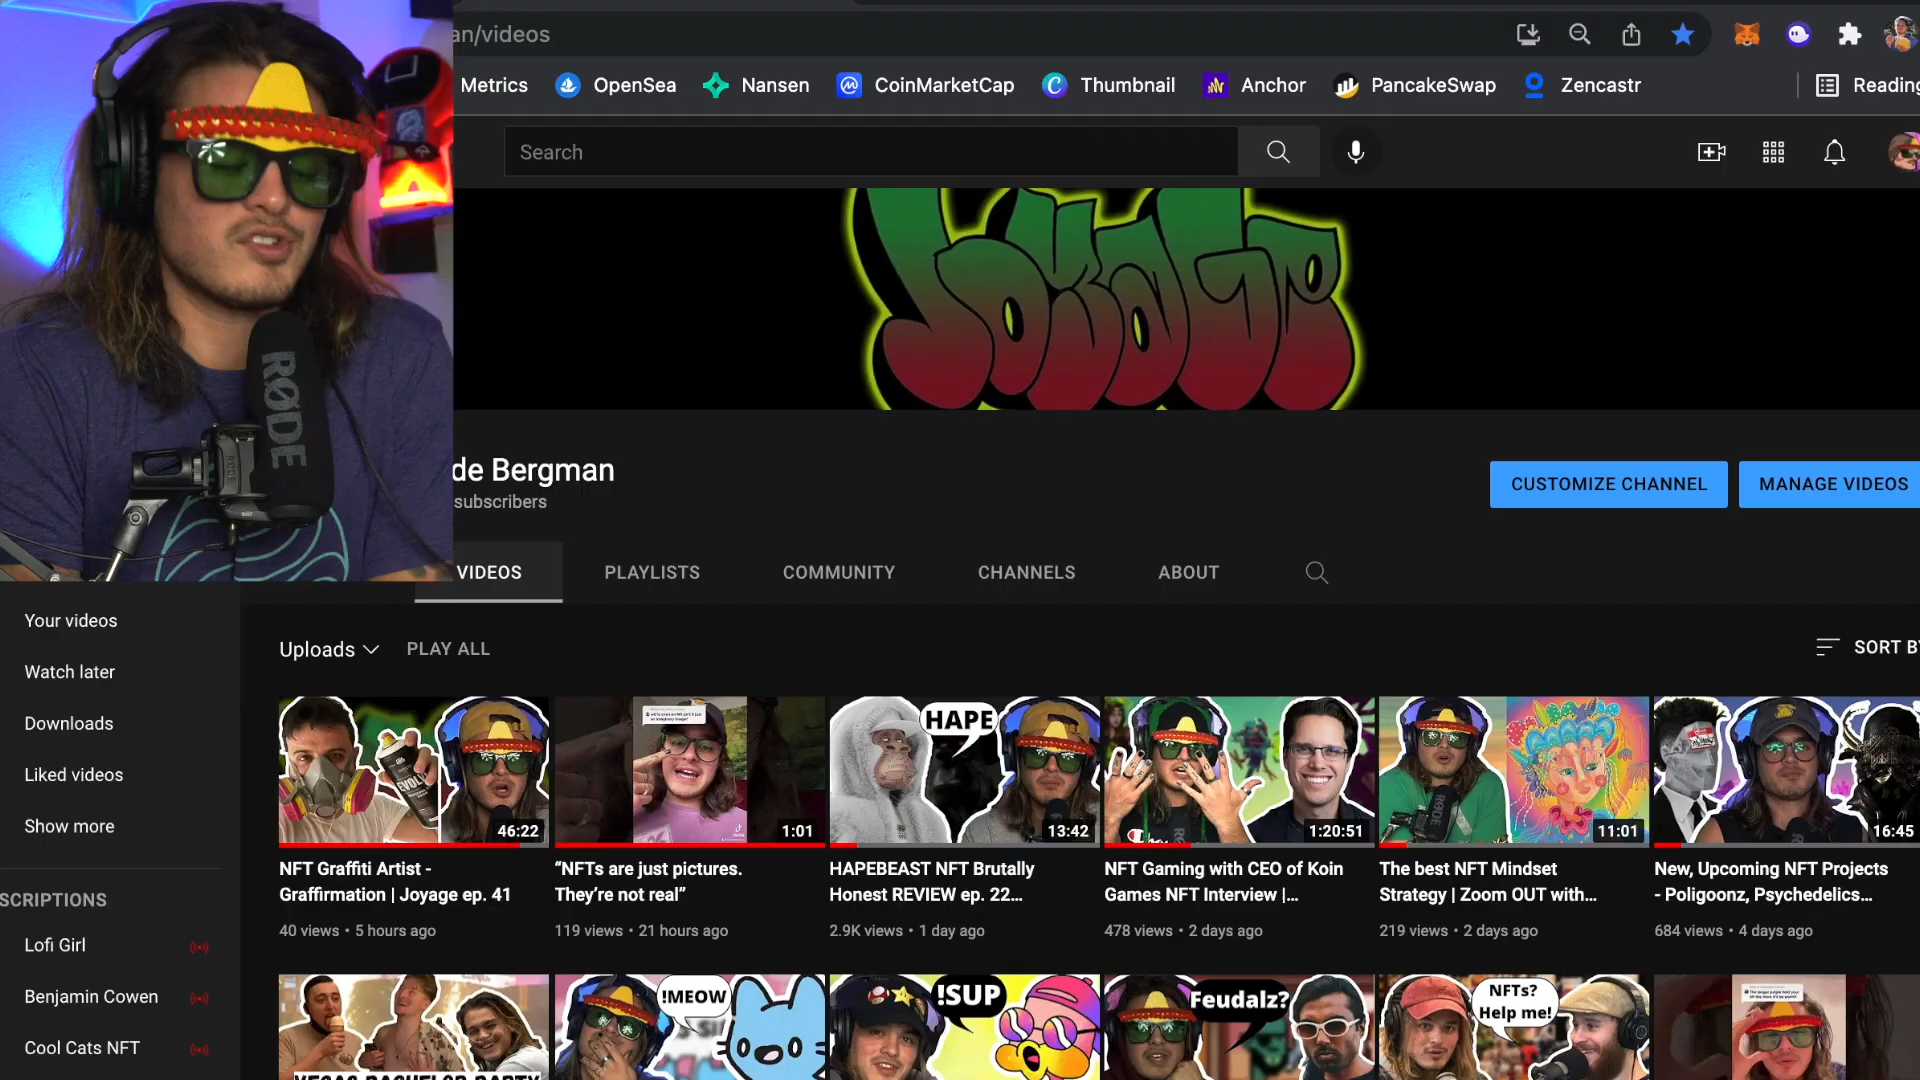 an/videos
Metrics OpenSea Nansen CoinMarketCap Thumbnail Anchor PancakeSwap Zencastr Reading
Search
JoyaGe
RØDE
RØDE
de Bergman
subscribers
CUSTOMIZE CHANNEL MANAGE VIDEOS
VIDEOS PLAYLISTS COMMUNITY CHANNELS ABOUT
Your videos
Watch later
Downloads
Liked videos
Show more
SCRIPTIONS
Lofi Girl
Benjamin Cowen
Cool Cats NFT
Uploads PLAY ALL SORT BY
EVOL
46:22
NFT Graffiti Artist -
Graffirmation | Joyage ep. 41
40 views • 5 hours ago
1:01
“NFTs are just pictures.
They’re not real”
119 views • 21 hours ago
HAPE
13:42
HAPEBEAST NFT Brutally
Honest REVIEW ep. 22...
2.9K views • 1 day ago
1:20:51
NFT Gaming with CEO of Koin
Games NFT Interview |...
478 views • 2 days ago
11:01
The best NFT Mindset
Strategy | Zoom OUT with...
219 views • 2 days ago
16:45
New, Upcoming NFT Projects
- Poligoonz, Psychedelics...
684 views • 4 days ago
VEGAS BACHELOR PARTY
!MEOW
!SUP
Feudalz?
NFTs?
Help me!